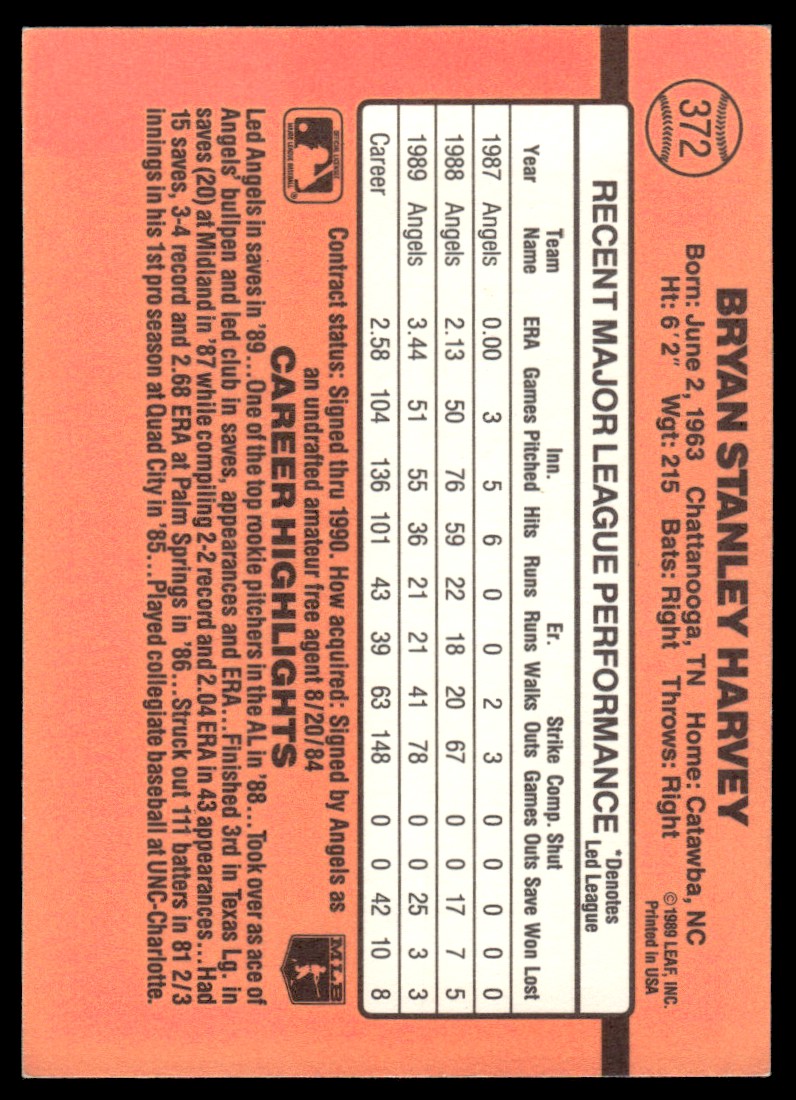 372
BRYAN STANLEY HARVEY
Born: June 2, 1963 Chattanooga, TN Home: Catawba, NC
Ht: 6'2" Wgt: 215 Bats: Right Throws: Right
©1989 LEAF, INC.
Printed in USA
RECENT MAJOR LEAGUE PERFORMANCE *Denotes
Led League
Team Inn. Er. Strike Comp. Shut
Year Name ERA Games Pitched Hits Runs Runs Walks Outs Games Outs Save Won Lost
1987 Angels 0.00 3 5 6 0 0 2 3 0 0 0 0 0
1988 Angels 2.13 50 76 59 22 18 20 67 0 0 17 7 5
1989 Angels 3.44 51 55 36 21 21 41 78 0 0 25 3 3
Career 2.58 104 136 101 43 39 63 148 0 0 42 10 8
OFFICIAL LICENSEE
MAJOR LEAGUE BASEBALL
Contract status: Signed thru 1990. How acquired: Signed by Angels as
an undrafted amateur free agent 8/20/84
MLB
CAREER HIGHLIGHTS
Led Angels in saves in '89...One of the top rookie pitchers in the AL in '88...Took over as ace of
Angels' bullpen and led club in saves, appearances and ERA...Finished 3rd in Texas Lg. in
saves (20) at Midland in '87 while compiling 2-2 record and 2.04 ERA in 43 appearances...Had
15 saves, 3-4 record and 2.68 ERA at Palm Springs in '86...Struck out 111 batters in 81 2/3
innings in his 1st pro season at Quad City in '85...Played collegiate baseball at UNC-Charlotte.